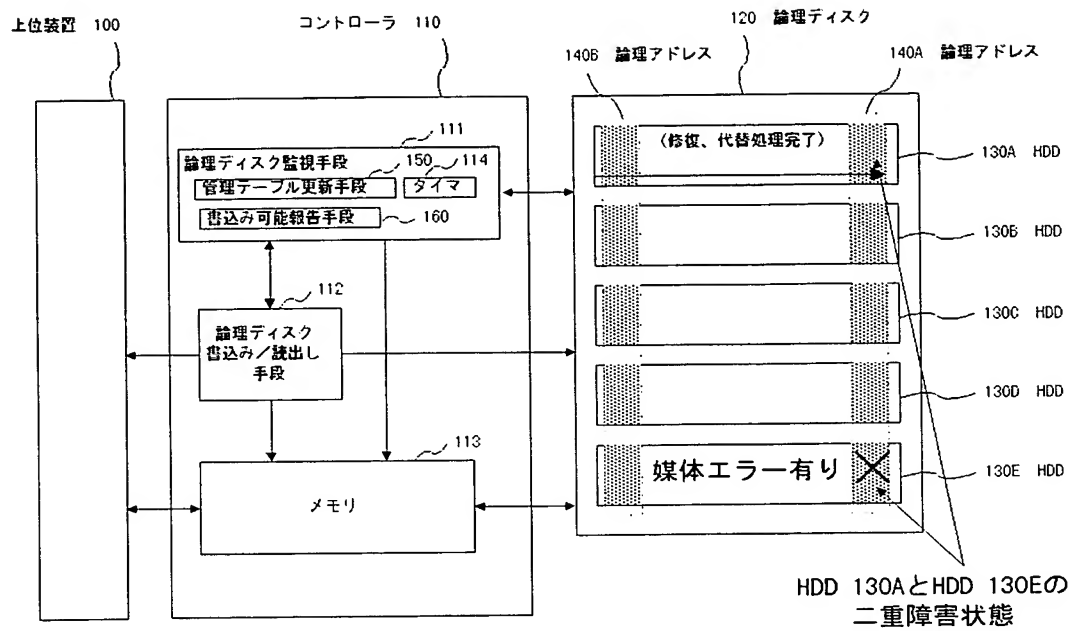 上位装置 100
コントローラ 110
120 論理ディスク
140B 論理アドレス
140A 論理アドレス
111
論理ディスク監視手段
150
114
管理テーブル更新手段
タイマ
書込み可能報告手段
160
112
論理ディスク
書込み/読出し
手段
113
メモリ
(修復、代替処理完了)
130A HDD
130B HDD
130C HDD
130D HDD
媒体エラー有り
130E HDD
HDD 130AとHDD 130Eの
二重障害状態